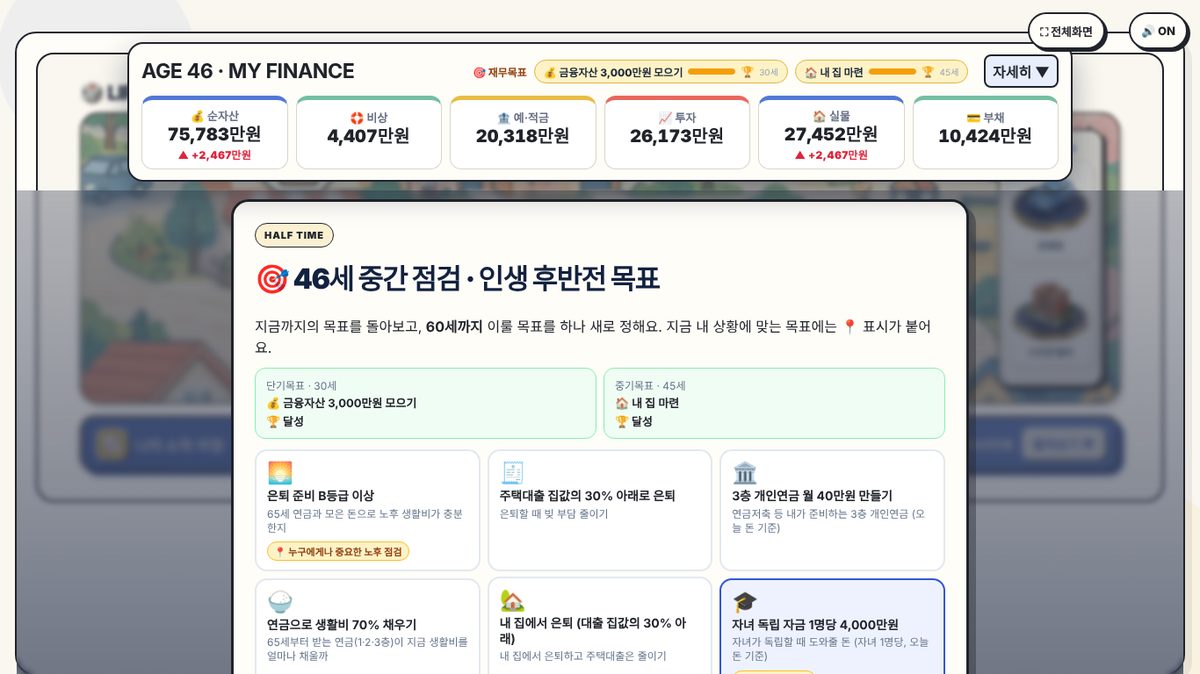 전체화면
🔊 ON
AGE 46 · MY FINANCE
🎯 재무목표
💰 금융자산 3,000만원 모으기 🏆 30세
🏠 내 집 마련 🏆 45세
자세히 ▼
💰 순자산
75,783만원
▲ +2,467만원
🛟 비상
4,407만원
🏦 예·적금
20,318만원
📈 투자
26,173만원
🏠 실물
27,452만원
▲ +2,467만원
💳 부채
10,424만원
HALF TIME
🎯 46세 중간 점검 · 인생 후반전 목표
지금까지의 목표를 돌아보고, 60세까지 이룰 목표를 하나 새로 정해요. 지금 내 상황에 맞는 목표에는 📍 표시가 붙어
요.
단기목표 · 30세
💰 금융자산 3,000만원 모으기
🏆 달성
중기목표 · 45세
🏠 내 집 마련
🏆 달성
은퇴 준비 B등급 이상
65세 연금과 모은 돈으로 노후 생활비가 충분
한지
📍 누구에게나 중요한 노후 점검
주택대출 집값의 30% 아래로 은퇴
은퇴할 때 빚 부담 줄이기
3층 개인연금 월 40만원 만들기
연금저축 등 내가 준비하는 3층 개인연금 (오
늘 돈 기준)
연금으로 생활비 70% 채우기
65세부터 받는 연금(1·2·3층)이 지금 생활비를
얼마나 채울까
내 집에서 은퇴 (대출 집값의 30% 아
래)
내 집에서 은퇴하고 주택대출은 줄이기
자녀 독립 자금 1명당 4,000만원
자녀가 독립할 때 도와줄 돈 (자녀 1명당, 오늘
돈 기준)